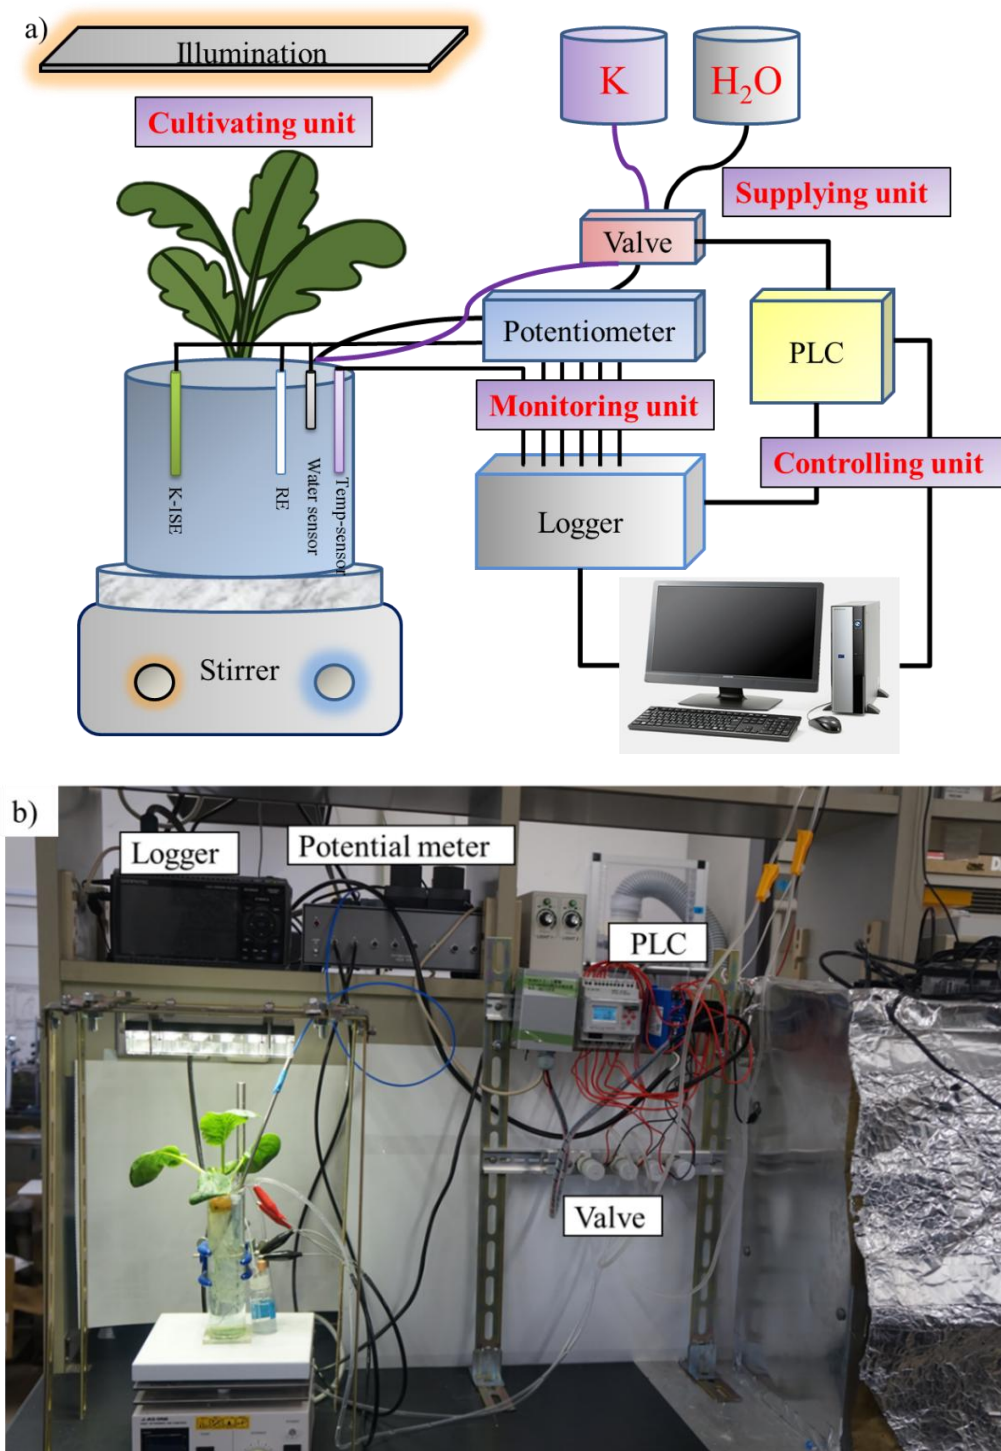 a)
Illumination
K
H₂O
Cultivating unit
Supplying unit
Valve
Potentiometer
PLC
Monitoring unit
Controlling unit
K-ISE
RE
Water sensor
Temp-sensor
Logger
Stirrer
b)
Logger
Potential meter
PLC
Valve